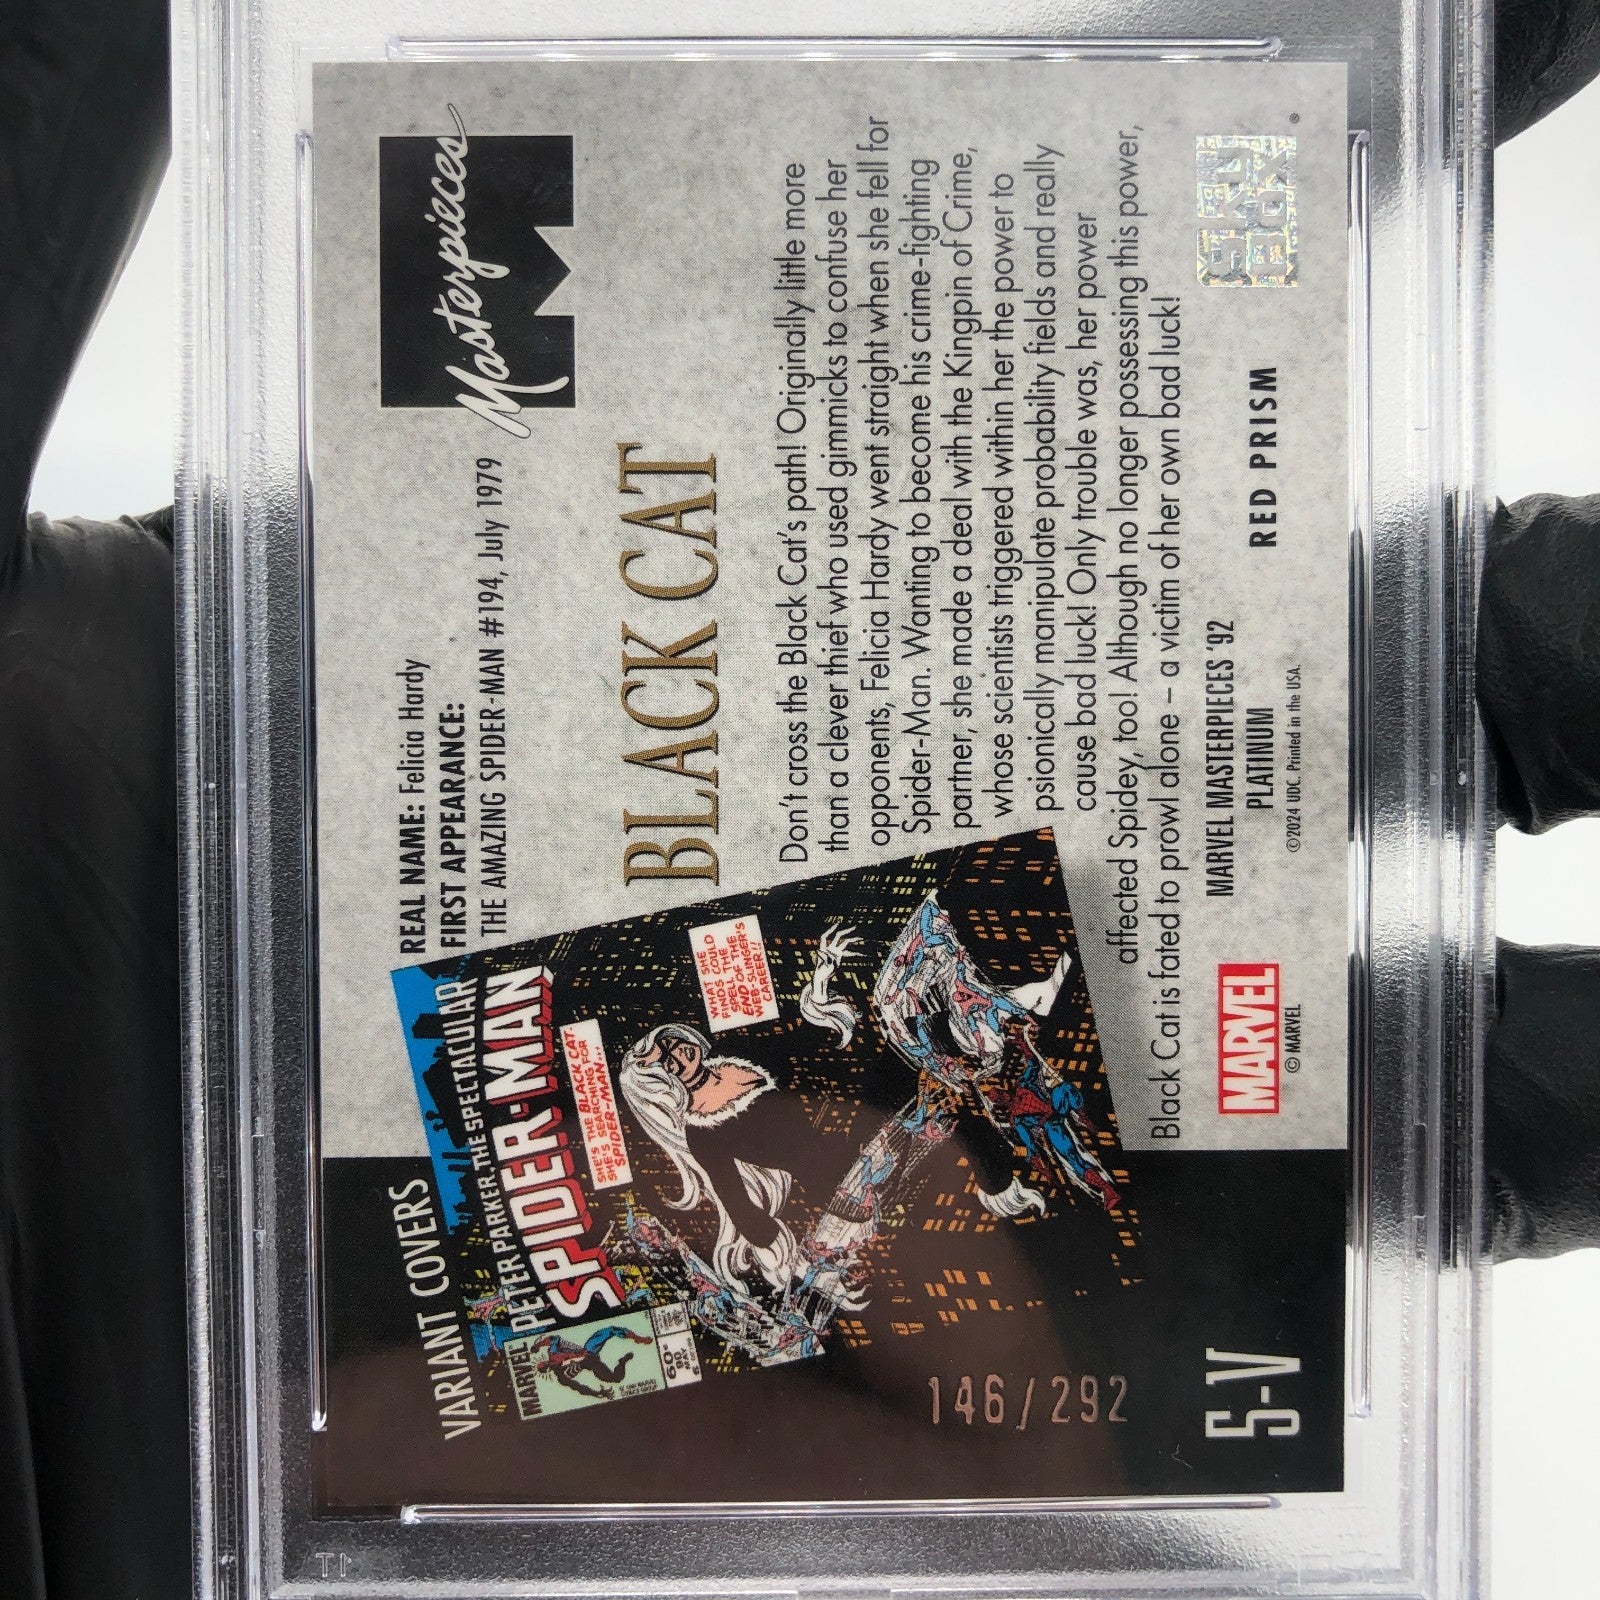 VARIANT COVERS
MARVEL
60¢
90
MAY
PETER PARKER, THE SPECTACULAR
SPIDER-MAN
SHE'S THE BLACK CAT.
SHE'S SEARCHING FOR
SPIDER-MAN...
WHAT SHE
FINDS COULD
SPELL THE
END OF THE
WEB-SLINGER'S
CAREER!!
146/292
5-V
REAL NAME: Felicia Hardy
FIRST APPEARANCE:
THE AMAZING SPIDER-MAN #194, July 1979
Masterpieces
BLACK CAT
Don't cross the Black Cat's path! Originally little more
than a clever thief who used gimmicks to confuse her
opponents, Felicia Hardy went straight when she fell for
Spider-Man. Wanting to become his crime-fighting
partner, she made a deal with the Kingpin of Crime,
whose scientists triggered within her the power to
psionically manipulate probability fields and really
cause bad luck! Only trouble was, her power
affected Spidey, too! Although no longer possessing this power,
Black Cat is fated to prowl alone – a victim of her own bad luck!
MARVEL
© MARVEL
MARVEL MASTERPIECES '92
PLATINUM
©2024 UDC. Printed in the USA.
RED PRISM
SKY
BOX
®